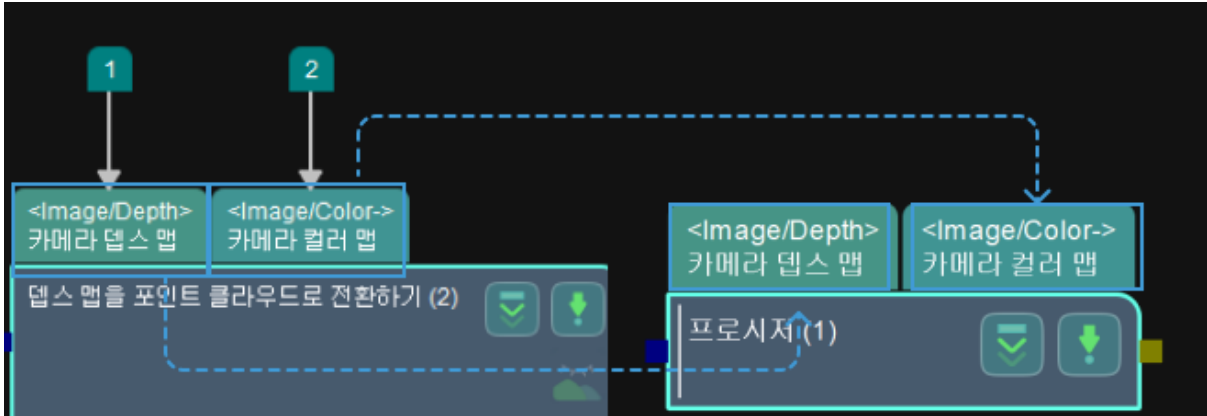 1
2
<Image/Depth>
카메라 뎁스 맵
<Image/Color->
카메라 컬러 맵
뎁스 맵을 포인트 클라우드로 전환하기 (2)
<Image/Depth>
카메라 뎁스 맵
<Image/Color->
카메라 컬러 맵
프로시저 (1)